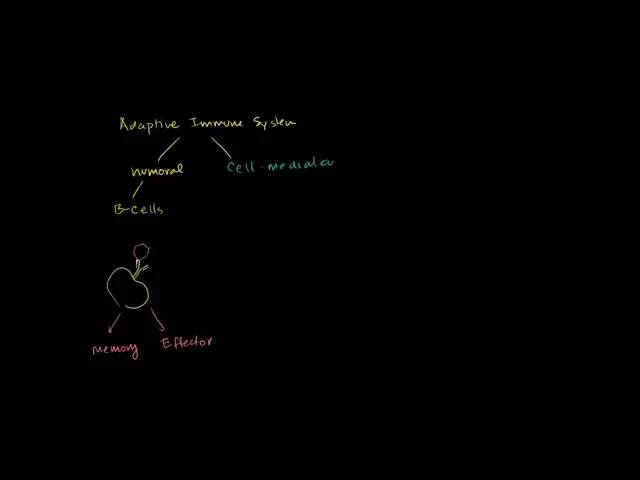 Adaptive Immune System
humoral cell-mediated
B-cells
memory Effector